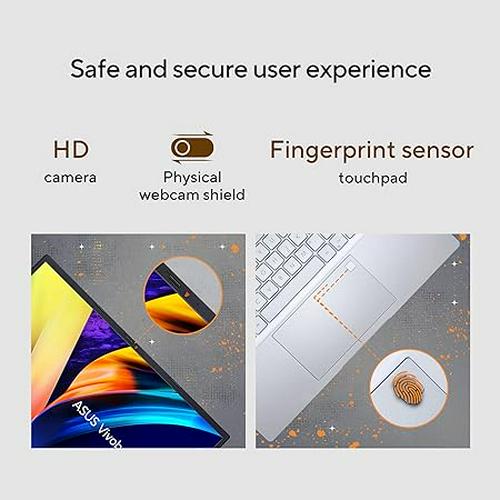 Safe and secure user experience
HD
camera
Physical
webcam shield
Fingerprint sensor
touchpad
ASUS Vivob